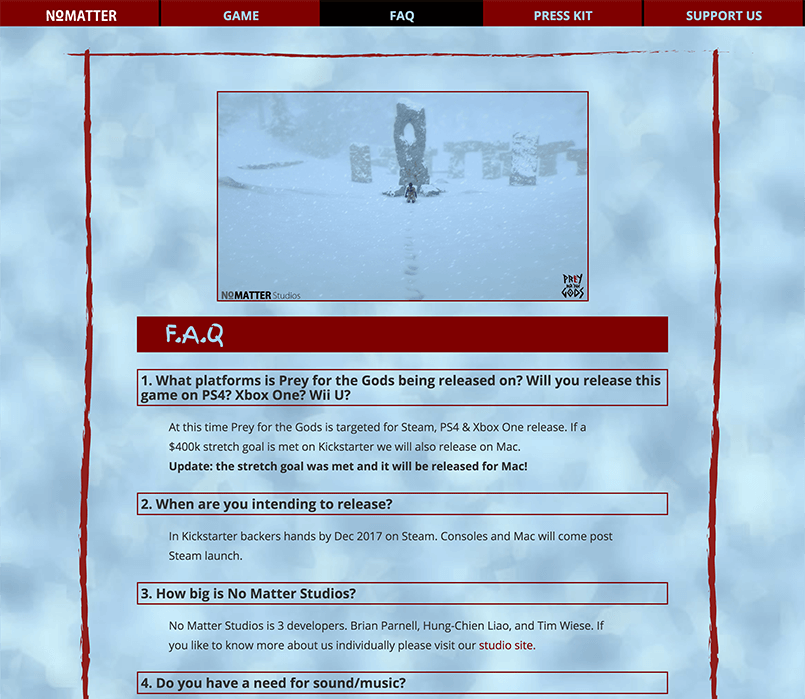 NOMATTER
GAME
FAQ
PRESS KIT
SUPPORT US
NOMATTER Studios
PREY
FOR THE
GODS
F.A.Q
1. What platforms is Prey for the Gods being released on? Will you release this
game on PS4? Xbox One? Wii U?
At this time Prey for the Gods is targeted for Steam, PS4 & Xbox One release. If a
$400k stretch goal is met on Kickstarter we will also release on Mac.
Update: the stretch goal was met and it will be released for Mac!
2. When are you intending to release?
In Kickstarter backers hands by Dec 2017 on Steam. Consoles and Mac will come post
Steam launch.
3. How big is No Matter Studios?
No Matter Studios is 3 developers. Brian Parnell, Hung-Chien Liao, and Tim Wiese. If
you like to know more about us individually please visit our studio site.
4. Do you have a need for sound/music?